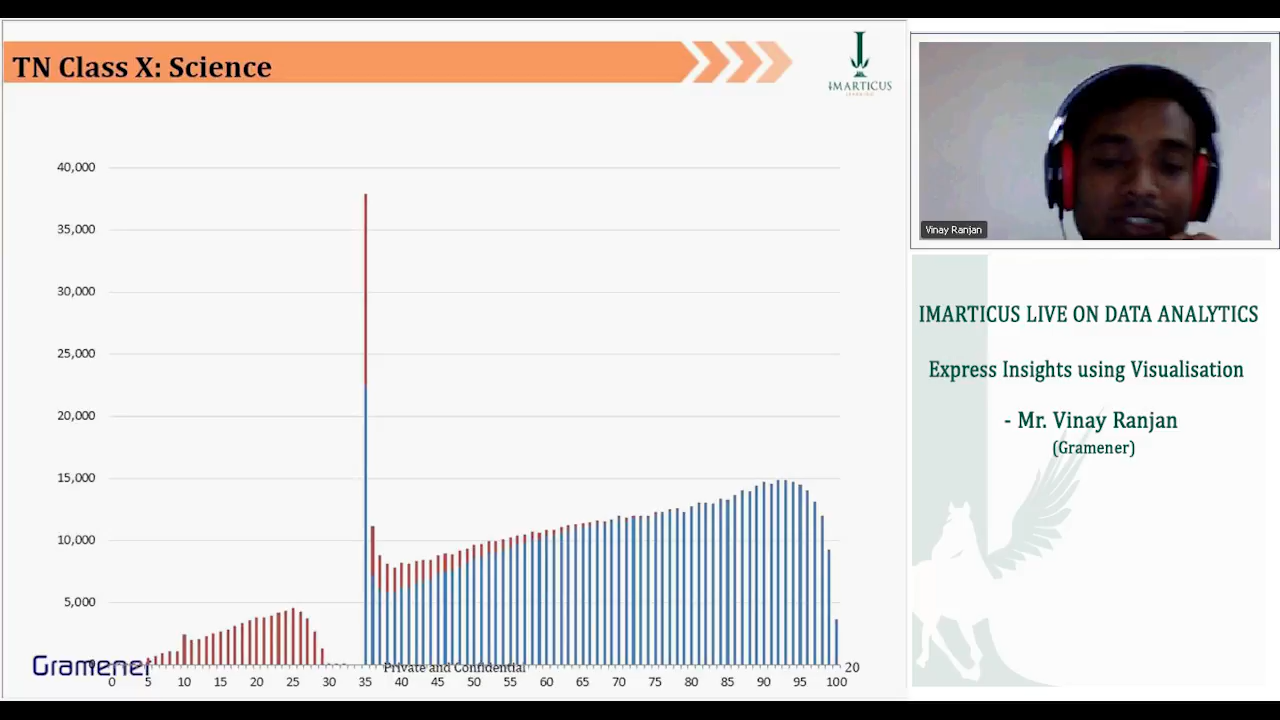 TN Class X: Science
IMARTICUS
LEARNING
40,000
35,000
30,000
25,000
20,000
15,000
10,000
5,000
0
Gramener
Private and Confidential
20
0 5 10 15 20 25 30 35 40 45 50 55 60 65 70 75 80 85 90 95 100
Vinay Ranjan
IMARTICUS LIVE ON DATA ANALYTICS
Express Insights using Visualisation
- Mr. Vinay Ranjan
(Gramener)